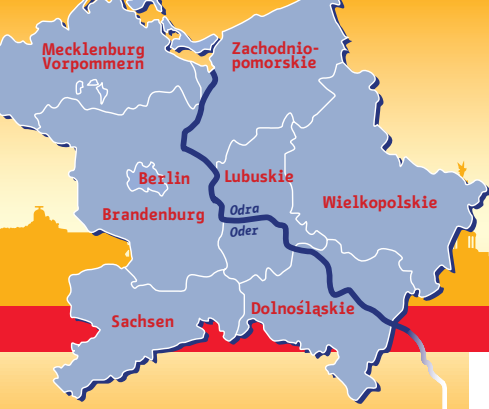 Mecklenburg
Vorpommern
Zachodnio-
pomorskie
Berlin
Lubuskie
Brandenburg
Odra
Oder
Wielkopolskie
Sachsen
Dolnośląskie